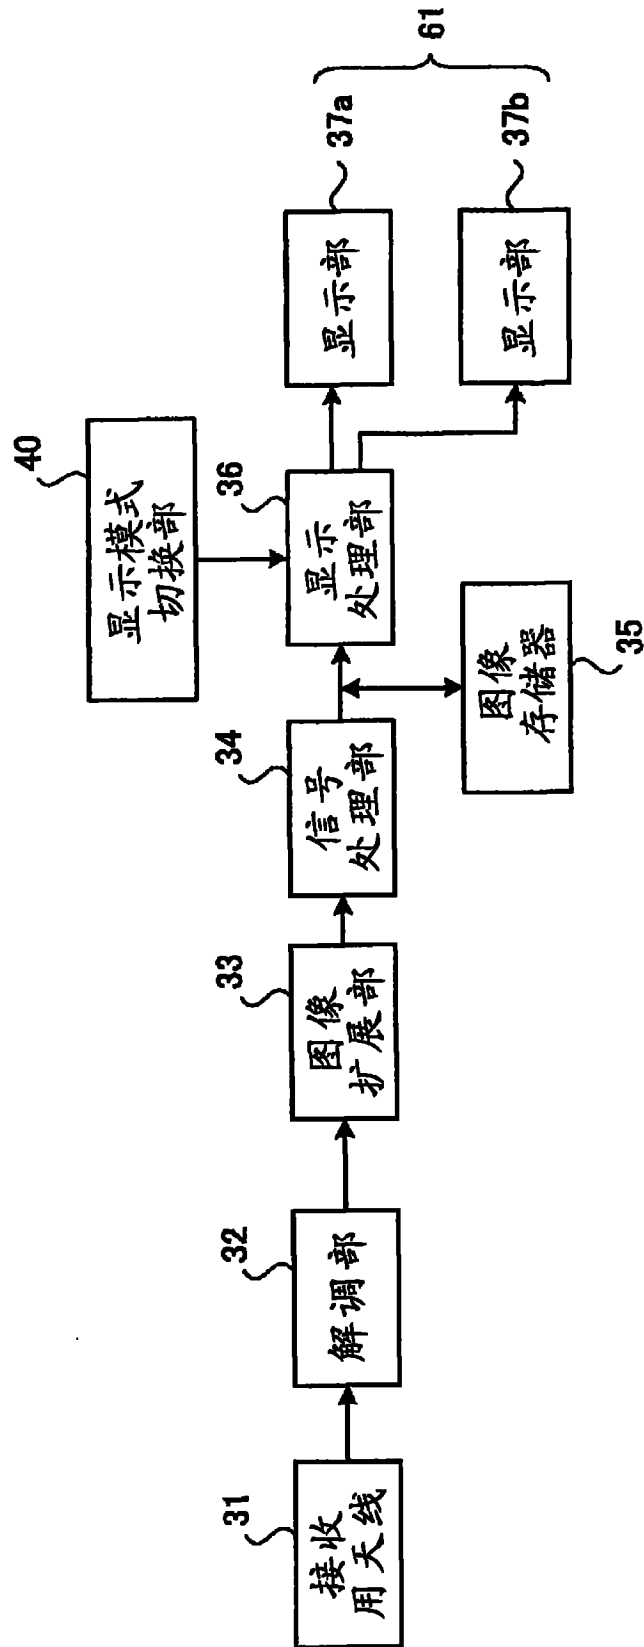 40
显示模式
切换部
31
接收
用天线
32
解调部
33
图像
扩展部
34
信号
处理部
36
显示
处理部
显示部
37a
61
图像
存储器
35
显示部
37b